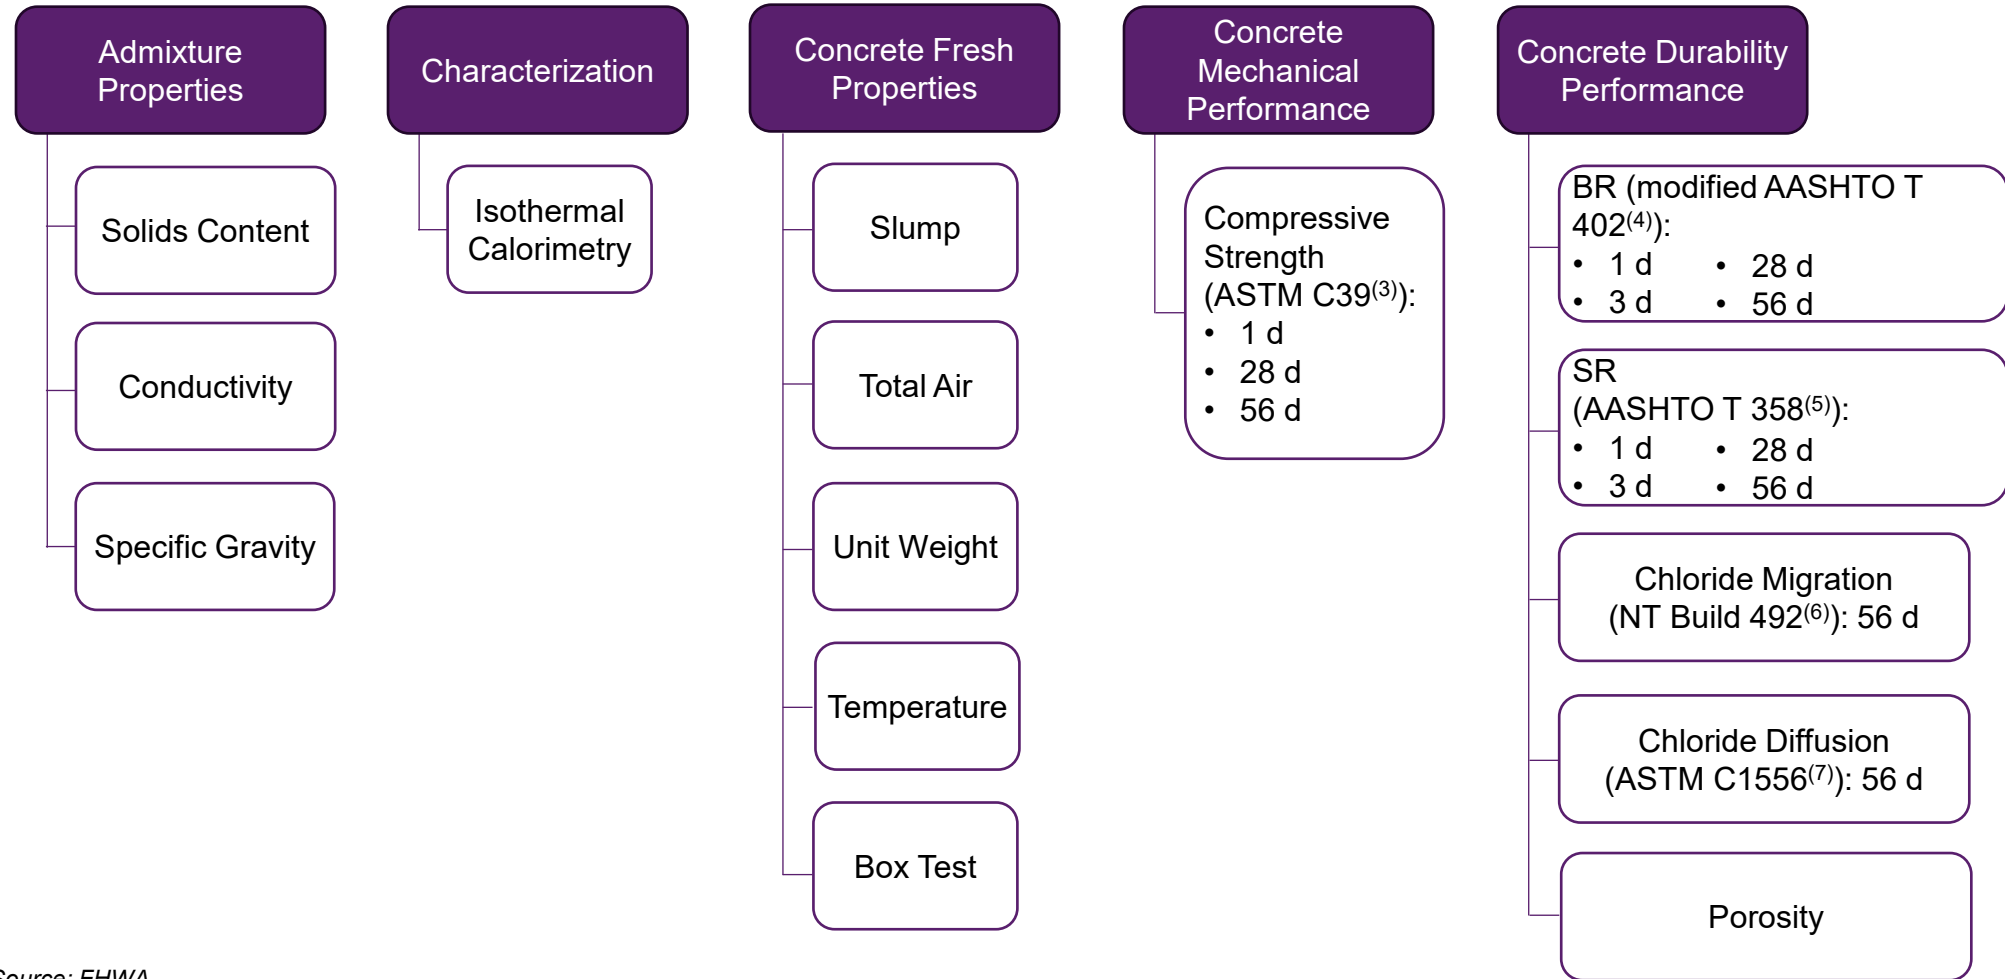 Admixture
Properties
Solids Content
Conductivity
Specific Gravity
Characterization
Isothermal
Calorimetry
Concrete Fresh
Properties
Slump
Total Air
Unit Weight
Temperature
Box Test
Concrete
Mechanical
Performance
Compressive
Strength
(ASTM C39(3)):
• 1 d
• 28 d
• 56 d
Concrete Durability
Performance
BR (modified AASHTO T
402(4)):
• 1 d • 28 d
• 3 d • 56 d
SR
(AASHTO T 358(5)):
• 1 d • 28 d
• 3 d • 56 d
Chloride Migration
(NT Build 492(6)): 56 d
Chloride Diffusion
(ASTM C1556(7)): 56 d
Porosity
Source: FHWA